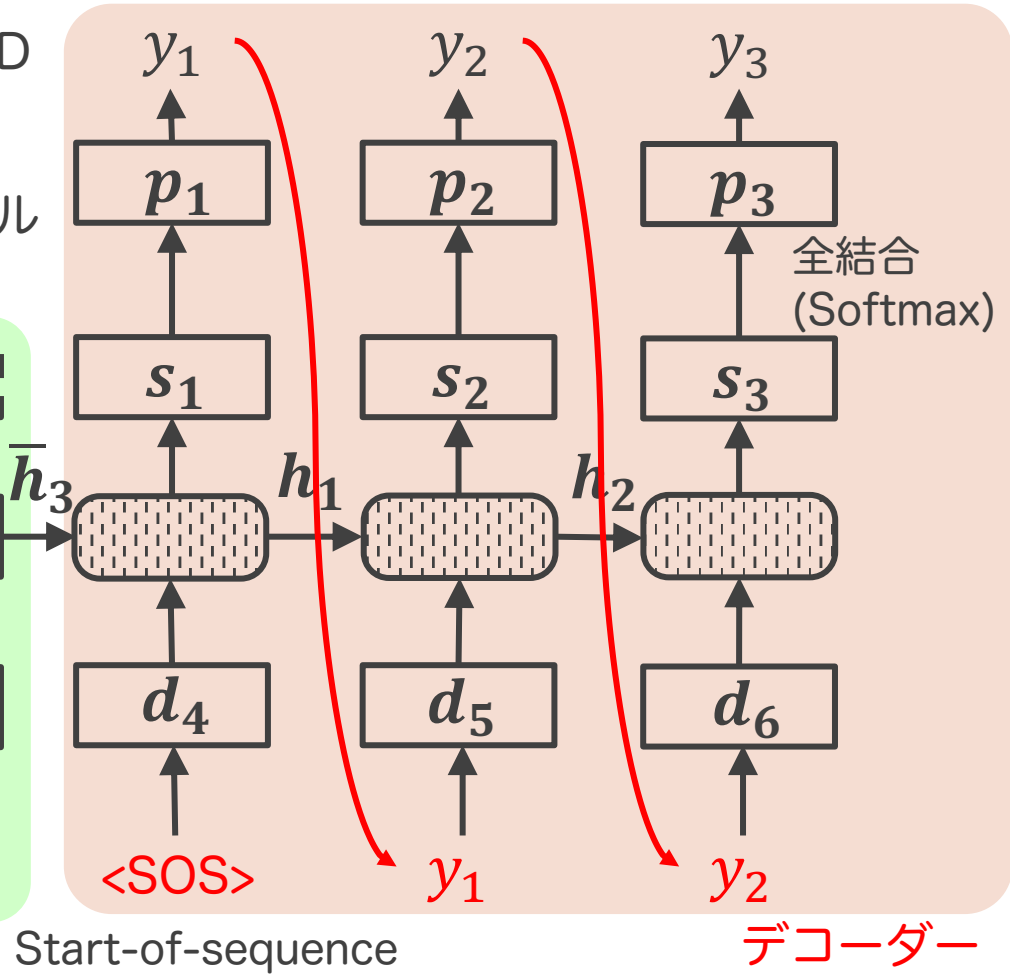 D
y₁ y₂ y₃
p₁ p₂ p₃
ル
全結合
(Softmax)
s₁ s₂ s₃
h̅₃ h₁ h₂
d₄ d₅ d₆
<SOS> y₁ y₂
Start-of-sequence デコーダー